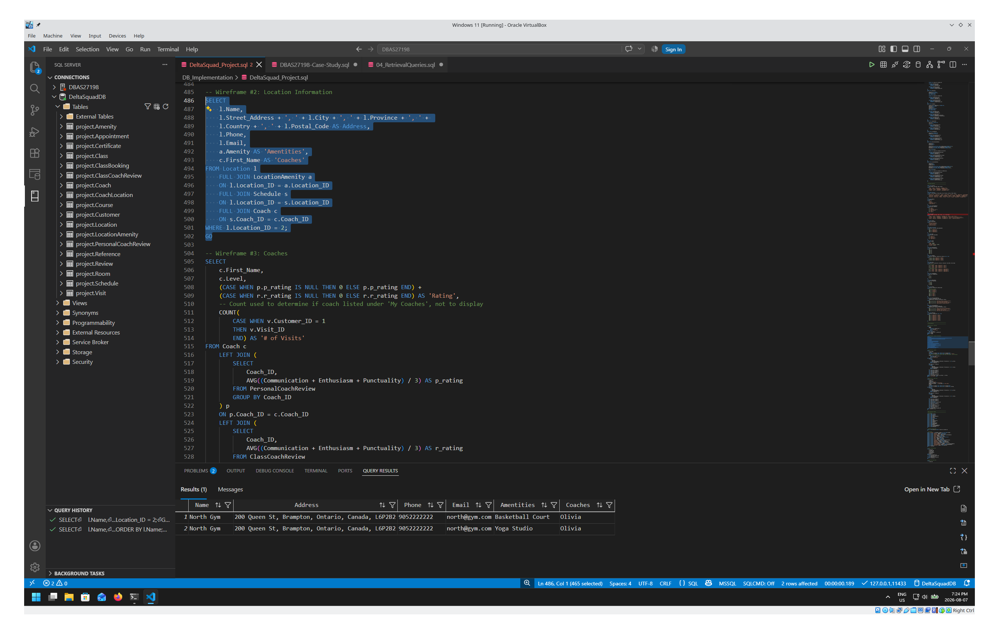 Windows 11 [Running] - Oracle VirtualBox
File Machine View Input Devices Help
File Edit Selection View Go Run Terminal Help
DBAS27198
Sign In
SQL SERVER
DeltaSquad_Project.sql 2
DBAS27198-Case-Study.sql
04_RetrievalQueries.sql
DB_Implementation > DeltaSquad_Project.sql
2
CONNECTIONS
DBAS27198
DeltaSquadDB
Tables
External Tables
project.Amenity
project.Appointment
project.Certificate
project.Class
project.ClassBooking
project.ClassCoachReview
project.Coach
project.CoachLocation
project.Course
project.Customer
project.Location
project.LocationAmenity
project.PersonalCoachReview
project.Reference
project.Review
project.Room
project.Schedule
project.Visit
Views
Synonyms
Programmability
External Resources
Service Broker
Storage
Security
QUERY HISTORY
SELECT⏎ l.Name,⏎...Location_ID = 2;⏎G...
SELECT⏎ l.Name,⏎...ORDER BY l.Name;...
BACKGROUND TASKS
484
485 -- Wireframe #2: Location Information
486 SELECT
487 l.Name,
488 l.Street_Address + ', ' + l.City + ', ' + l.Province + ', ' +
489 l.Country + ', ' + l.Postal_Code AS Address,
490 l.Phone,
491 l.Email,
492 a.Amenity AS 'Amentities',
493 c.First_Name AS 'Coaches'
494 FROM Location l
495 FULL JOIN LocationAmenity a
496 ON l.Location_ID = a.Location_ID
497 FULL JOIN Schedule s
498 ON l.Location_ID = s.Location_ID
499 FULL JOIN Coach c
500 ON s.Coach_ID = c.Coach_ID
501 WHERE l.Location_ID = 2;
502 GO
503
504 -- Wireframe #3: Coaches
505 SELECT
506 c.First_Name,
507 c.Level,
508 (CASE WHEN p.p_rating IS NULL THEN 0 ELSE p.p_rating END) +
509 (CASE WHEN r.r_rating IS NULL THEN 0 ELSE r.r_rating END) AS 'Rating',
510 -- Count used to determine if coach listed under 'My Coaches', not to display
511 COUNT(
512 CASE WHEN v.Customer_ID = 1
513 THEN v.Visit_ID
514 END) AS '# of Visits'
515 FROM Coach c
516 LEFT JOIN (
517 SELECT
518 Coach_ID,
519 AVG((Communication + Enthusiasm + Punctuality) / 3) AS p_rating
520 FROM PersonalCoachReview
521 GROUP BY Coach_ID
522 ) p
523 ON p.Coach_ID = c.Coach_ID
524 LEFT JOIN (
525 SELECT
526 Coach_ID,
527 AVG((Communication + Enthusiasm + Punctuality) / 3) AS r_rating
528 FROM ClassCoachReview
PROBLEMS 2 OUTPUT DEBUG CONSOLE TERMINAL PORTS QUERY RESULTS
Results (1) Messages
Open in New Tab
Name Address Phone Email Amentities Coaches
1 North Gym 200 Queen St, Brampton, Ontario, Canada, L6P2B2 9052222222 north@gym.com Basketball Court Olivia
2 North Gym 200 Queen St, Brampton, Ontario, Canada, L6P2B2 9052222222 north@gym.com Yoga Studio Olivia
2 0
Ln 486, Col 1 (465 selected) Spaces: 4 UTF-8 CRLF { } SQL MSSQL SQLCMD: Off 2 rows affected 00:00:00.189 127.0.0.1,11433 DeltaSquadDB
ENG
US
7:24 PM
2026-08-07
Right Ctrl